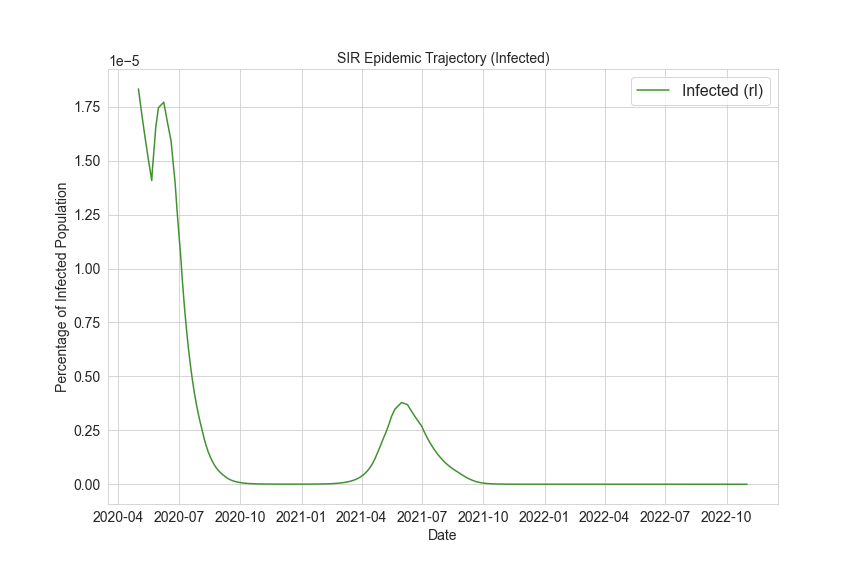 SIR Epidemic Trajectory (Infected)
1e−5
Infected (rI)
1.75
1.50
1.25
1.00
0.75
0.50
0.25
0.00
Percentage of Infected Population
2020-04 2020-07 2020-10 2021-01 2021-04 2021-07 2021-10 2022-01 2022-04 2022-07 2022-10
Date